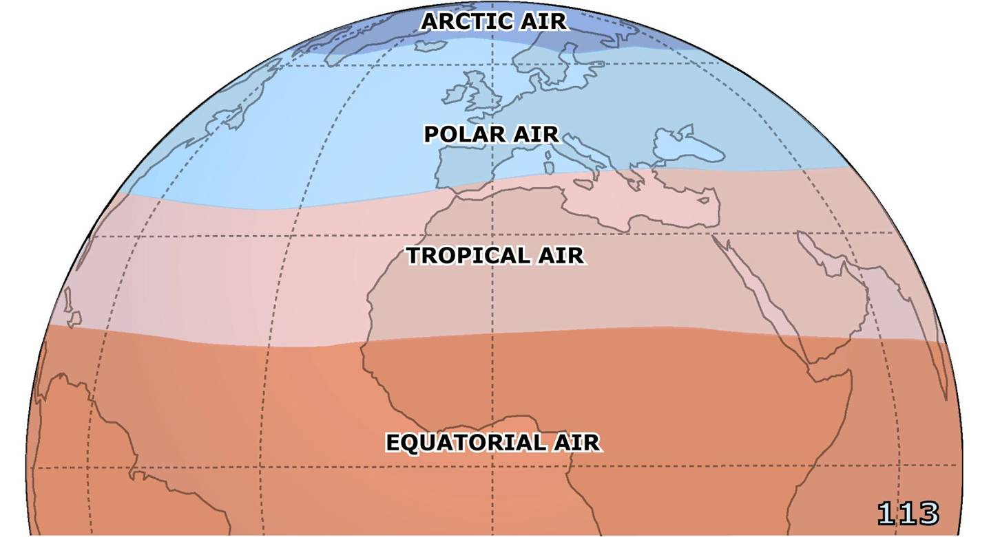 ARCTIC AIR
POLAR AIR
TROPICAL AIR
EQUATORIAL AIR
113